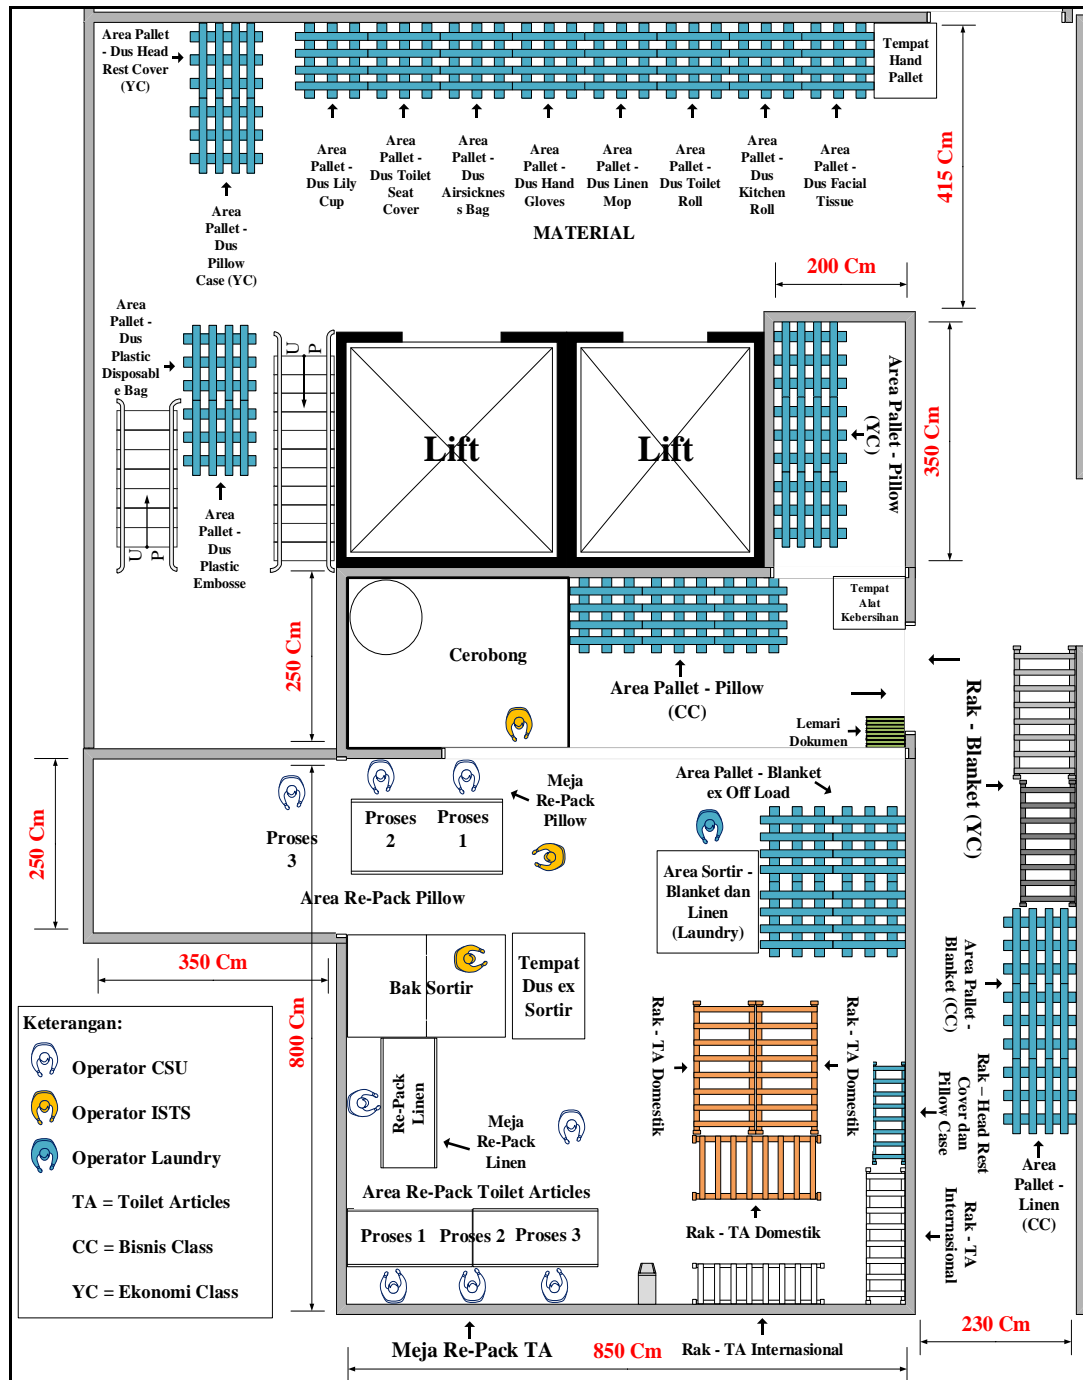 Area Pallet
- Dus Head
Rest Cover
(YC)
Tempat
Hand
Pallet
Area
Pallet -
Dus Lily
Cup
Area
Pallet -
Dus Toilet
Seat
Cover
Area
Pallet -
Dus
Airsicknes
s Bag
Area
Pallet -
Dus Hand
Gloves
Area
Pallet -
Dus Linen
Mop
Area
Pallet -
Dus Toilet
Roll
Area
Pallet -
Dus
Kitchen
Roll
Area
Pallet -
Dus Facial
Tissue
415 Cm
MATERIAL
Area
Pallet -
Dus
Pillow
Case (YC)
200 Cm
Area
Pallet -
Dus
Plastic
Disposabl
e Bag
U
P
Lift
Lift
Area Pallet - Pillow
(YC)
350 Cm
U
P
Area
Pallet -
Dus
Plastic
Embosse
Tempat
Alat
Kebersihan
250 Cm
Cerobong
Area Pallet - Pillow
(CC)
Lemari
Dokumen
Rak - Blanket (YC)
250 Cm
Proses
3
Proses
2
Proses
1
Meja
Re-Pack
Pillow
Area Pallet - Blanket
ex Off Load
Area Sortir -
Blanket dan
Linen
(Laundry)
Area Re-Pack Pillow
350 Cm
800 Cm
Bak Sortir
Tempat
Dus ex
Sortir
Area Pallet -
Blanket (CC)
Rak - TA Domestik
Rak - TA Domestik
Keterangan:
Operator CSU
Operator ISTS
Operator Laundry
TA = Toilet Articles
CC = Bisnis Class
YC = Ekonomi Class
Re-Pack
Linen
Meja
Re-Pack
Linen
Rak – Head Rest
Cover dan
Pillow Case
Area
Pallet -
Linen
(CC)
Area Re-Pack Toilet Articles
Proses 1
Proses 2
Proses 3
Rak - TA Domestik
Rak - TA
Internasional
Meja Re-Pack TA
850 Cm
Rak - TA Internasional
230 Cm